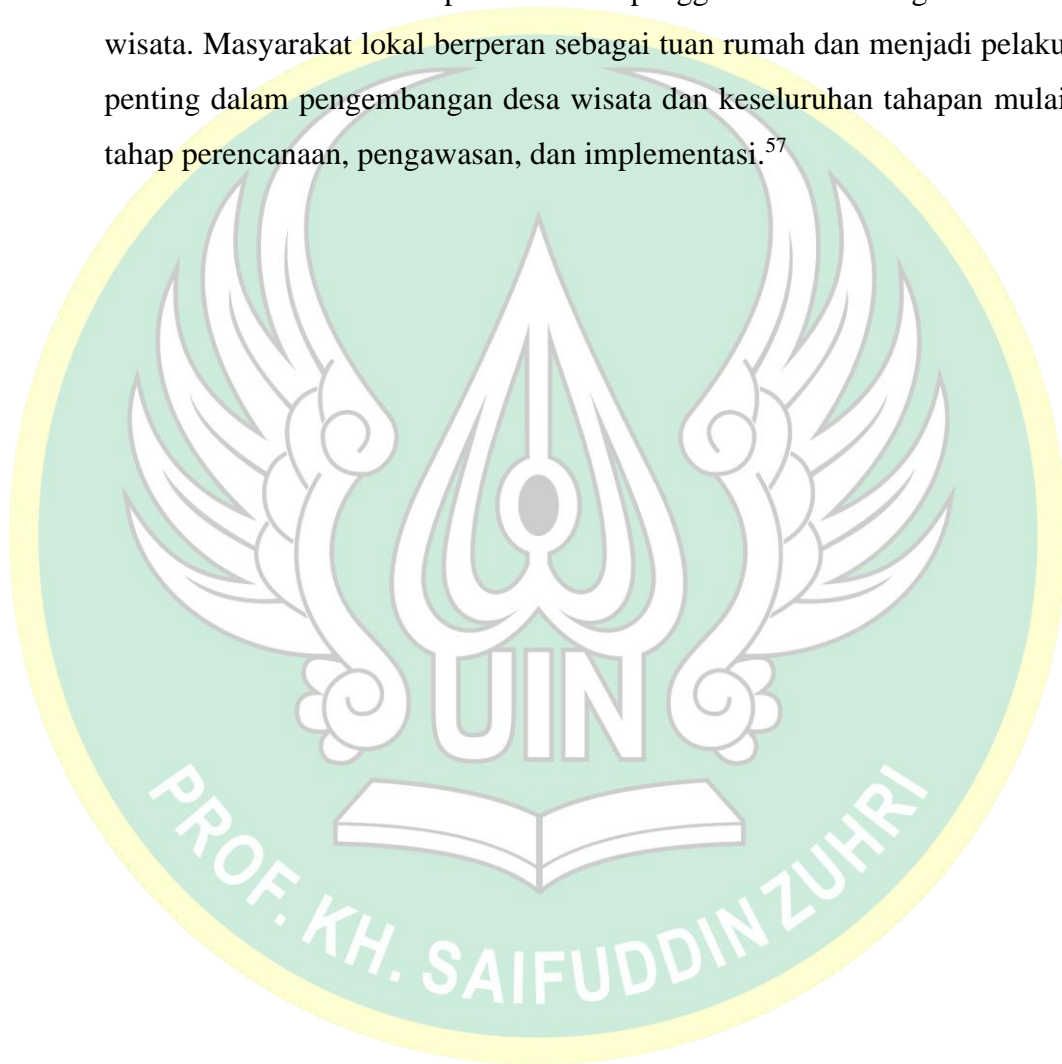 wisata. Masyarakat lokal berperan sebagai tuan rumah dan menjadi pelaku
penting dalam pengembangan desa wisata dan keseluruhan tahapan mulai
tahap perencanaan, pengawasan, dan implementasi.57
UIN
PROF. KH. SAIFUDDIN ZUHRI